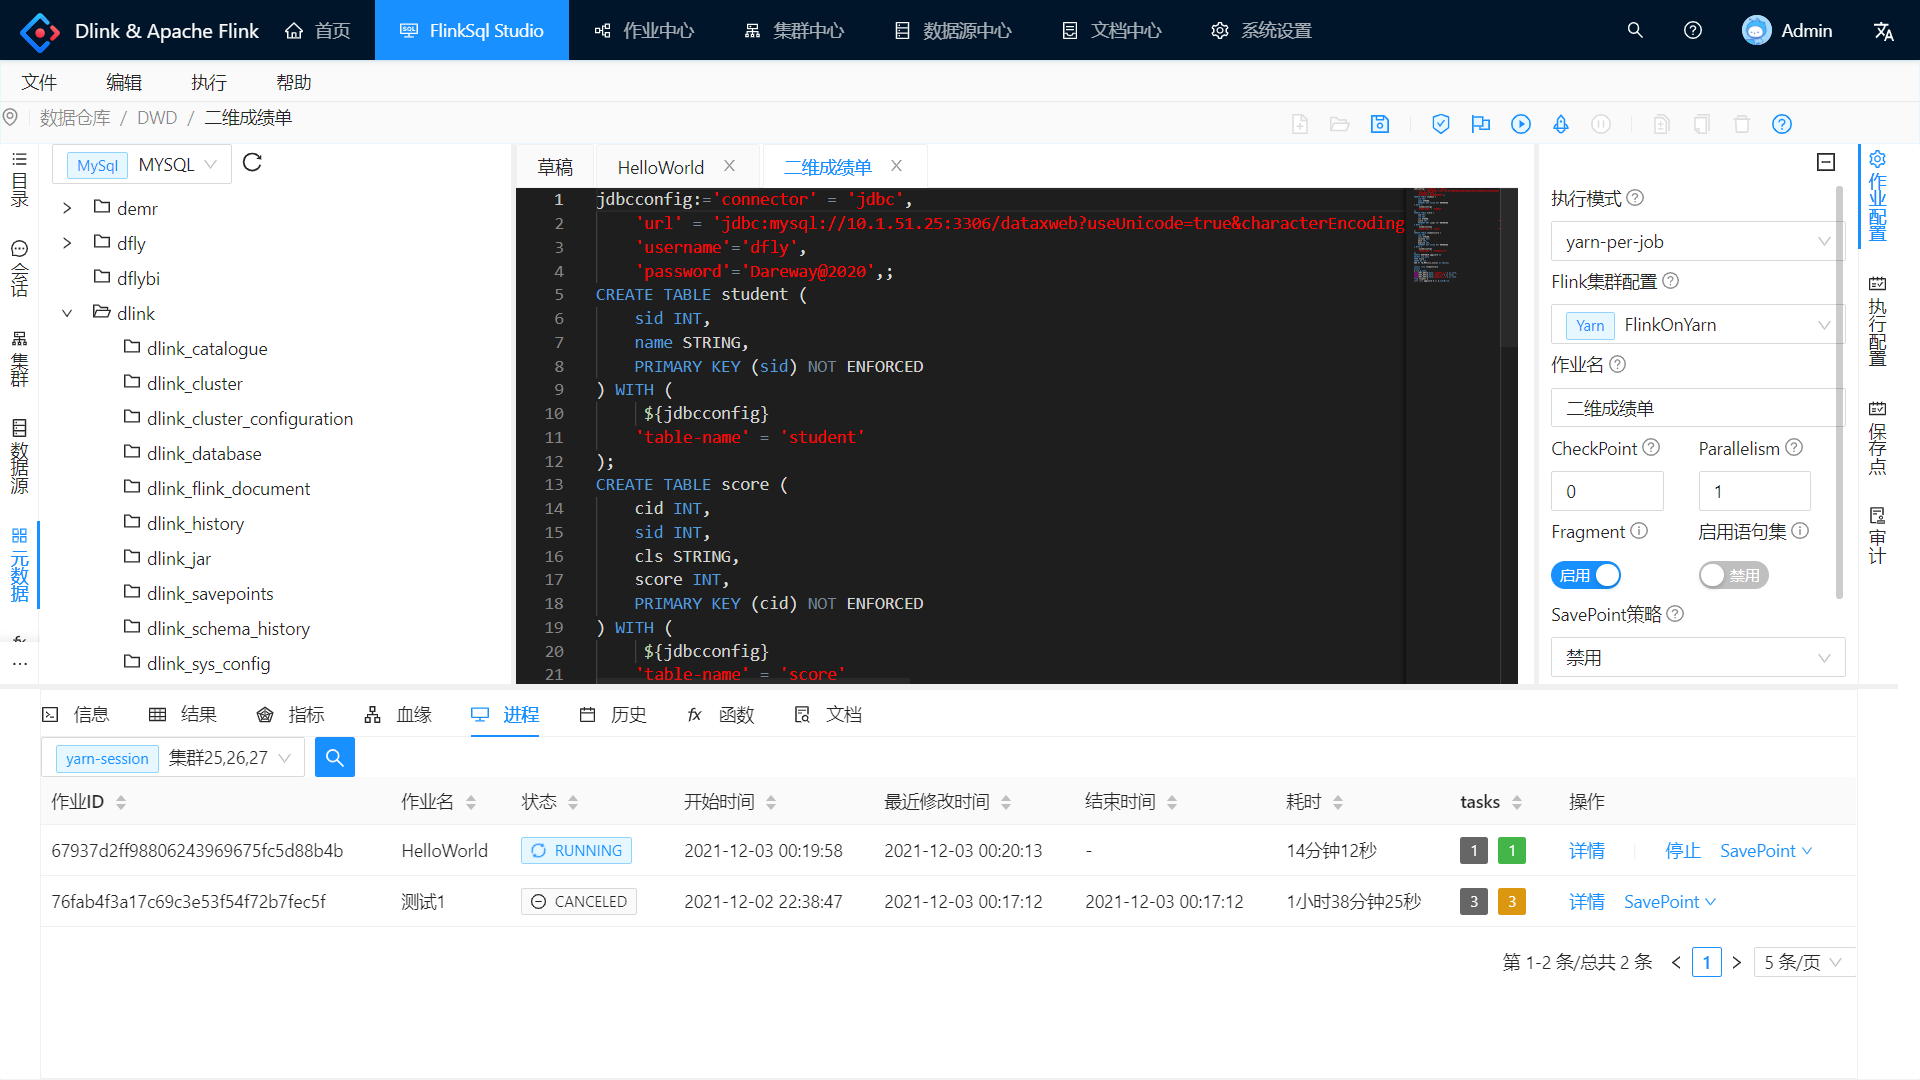 Dlink & Apache Flink 首页 FlinkSql Studio 作业中心 集群中心 数据源中心 文档中心 系统设置 Admin
文件 编辑 执行 帮助
数据仓库 / DWD / 二维成绩单
目录
会话
集群
数据源
元数据
MySql MYSQL
demr
dfly
dflybi
dlink
dlink_catalogue
dlink_cluster
dlink_cluster_configuration
dlink_database
dlink_flink_document
dlink_history
dlink_jar
dlink_savepoints
dlink_schema_history
dlink_sys_config
草稿 HelloWorld 二维成绩单
1 jdbcconfig:='connector' = 'jdbc',
2 'url' = 'jdbc:mysql://10.1.51.25:3306/dataxweb?useUnicode=true&characterEncoding
3 'username'='dfly',
4 'password'='Dareway@2020',;
5 CREATE TABLE student (
6 sid INT,
7 name STRING,
8 PRIMARY KEY (sid) NOT ENFORCED
9 ) WITH (
10 ${jdbcconfig}
11 'table-name' = 'student'
12 );
13 CREATE TABLE score (
14 cid INT,
15 sid INT,
16 cls STRING,
17 score INT,
18 PRIMARY KEY (cid) NOT ENFORCED
19 ) WITH (
20 ${jdbcconfig}
21 'table-name' = 'score'
执行模式
yarn-per-job
Flink集群配置
Yarn FlinkOnYarn
作业名
二维成绩单
CheckPoint Parallelism
0 1
Fragment 启用语句集
启用 禁用
SavePoint策略
禁用
作业配置
执行配置
保存点
审计
信息 结果 指标 血缘 进程 历史 函数 文档
yarn-session 集群25,26,27
作业ID 作业名 状态 开始时间 最近修改时间 结束时间 耗时 tasks 操作
67937d2ff98806243969675fc5d88b4b HelloWorld RUNNING 2021-12-03 00:19:58 2021-12-03 00:20:13 - 14分钟12秒 1 1 详情 停止 SavePoint
76fab4f3a17c69c3e53f54f72b7fec5f 测试1 CANCELED 2021-12-02 22:38:47 2021-12-03 00:17:12 2021-12-03 00:17:12 1小时38分钟25秒 3 3 详情 SavePoint
第 1-2 条/总共 2 条 < 1 > 5 条/页